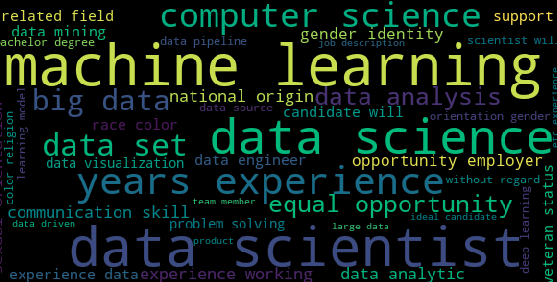 related field
computer science
support
data mining
gender identity
achelor degree
data pipeline
job description
scientist wil
machine learning
big data
national origin
data analysis
data source
candidate will
orientation gender
race color
data set
data science
color religion
learning model
data visualization
data engineer
opportunity employer
years experience
without regard
team member
equal opportunity
veteran status
communication skill
ideal candidate
data driven
problem solving
large data
product
data scientist
deep learning
experience data
experience working
data analytic